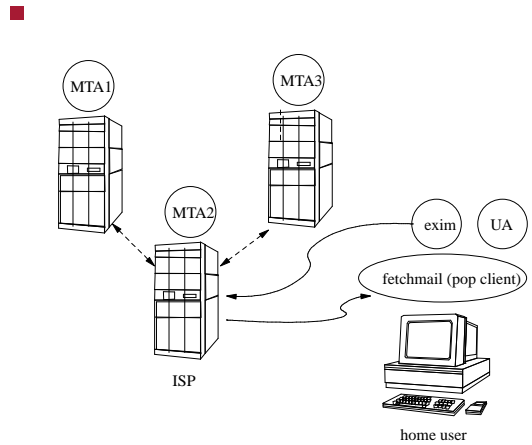 MTA1
MTA3
MTA2
exim
UA
fetchmail (pop client)
ISP
home user